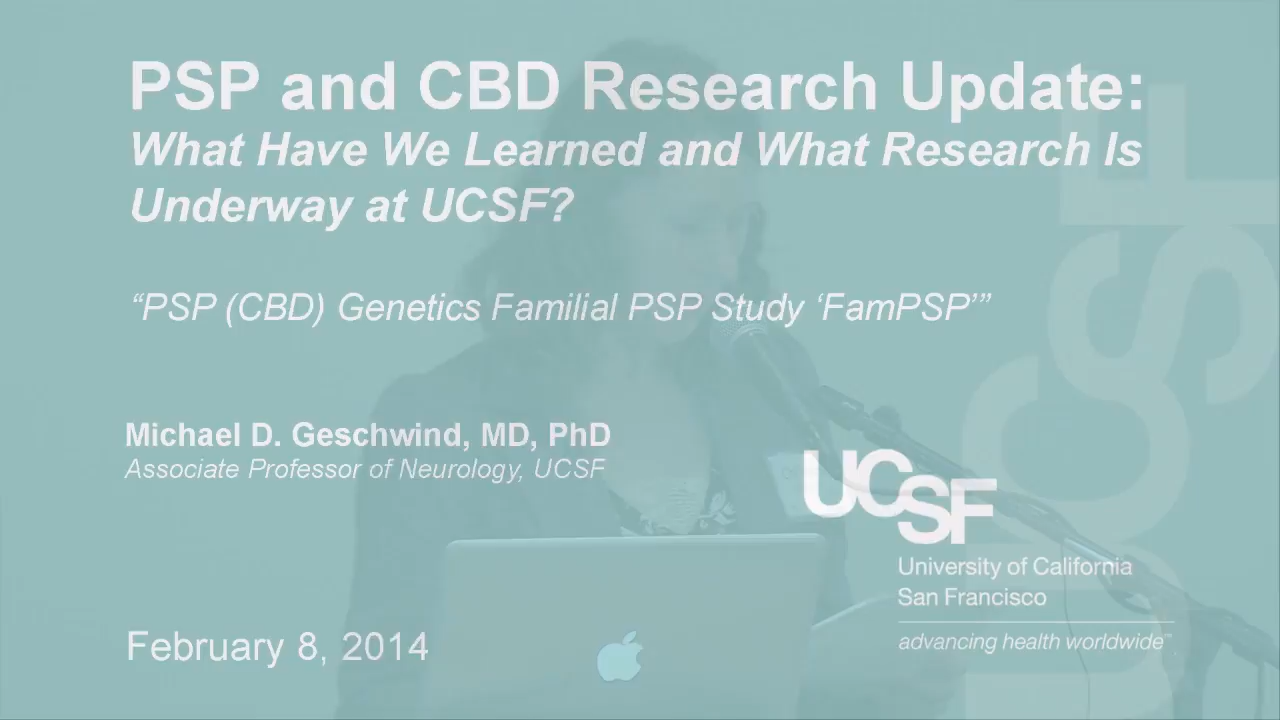 PSP and CBD Research Update:
What Have We Learned and What Research Is
Underway at UCSF?
“PSP (CBD) Genetics Familial PSP Study ‘FamPSP’”
Michael D. Geschwind, MD, PhD
Associate Professor of Neurology, UCSF
February 8, 2014
UCSF
University of California
San Francisco
advancing health worldwide™
UCSF